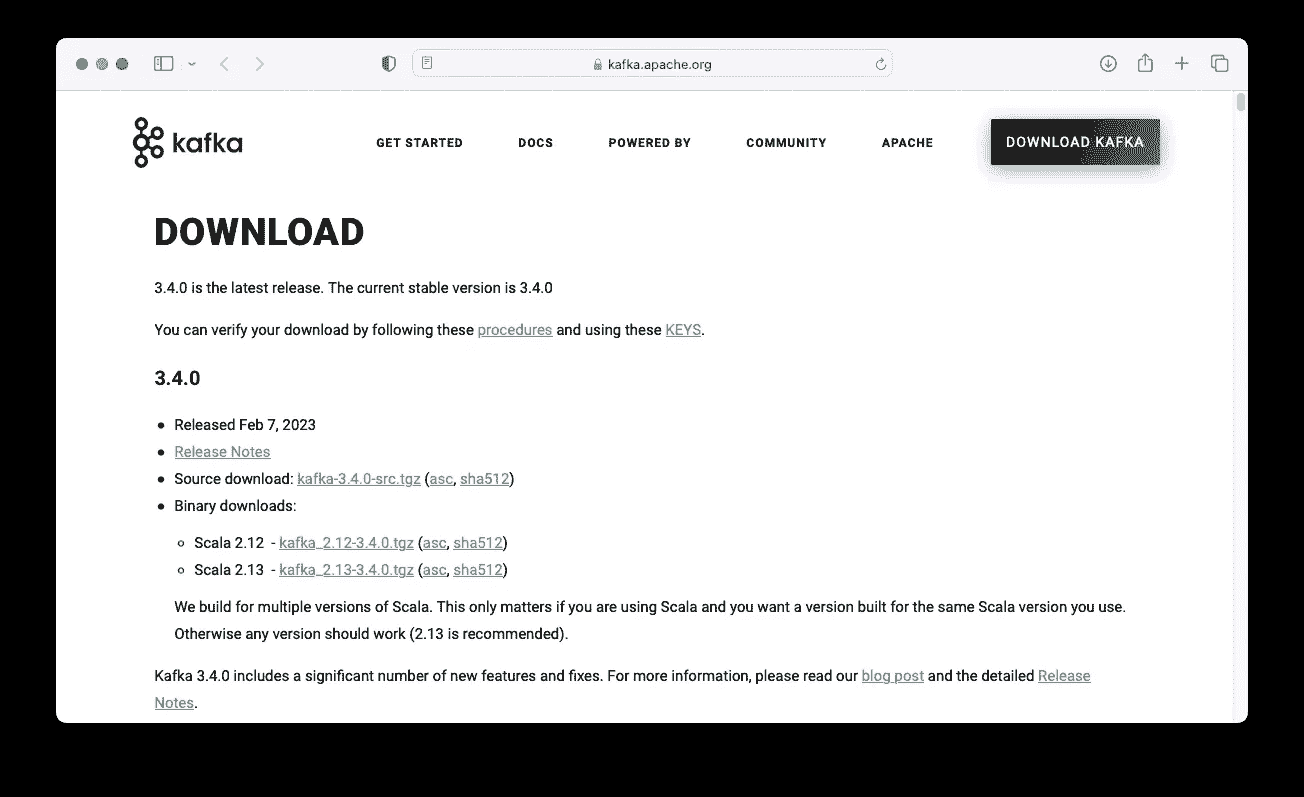 kafka.apache.org
kafka
GET STARTED
DOCS
POWERED BY
COMMUNITY
APACHE
DOWNLOAD KAFKA
DOWNLOAD
3.4.0 is the latest release. The current stable version is 3.4.0
You can verify your download by following these procedures and using these KEYS.
3.4.0
Released Feb 7, 2023
Release Notes
Source download: kafka-3.4.0-src.tgz (asc, sha512)
Binary downloads:
Scala 2.12 - kafka_2.12-3.4.0.tgz (asc, sha512)
Scala 2.13 - kafka_2.13-3.4.0.tgz (asc, sha512)
We build for multiple versions of Scala. This only matters if you are using Scala and you want a version built for the same Scala version you use.
Otherwise any version should work (2.13 is recommended).
Kafka 3.4.0 includes a significant number of new features and fixes. For more information, please read our blog post and the detailed Release
Notes.